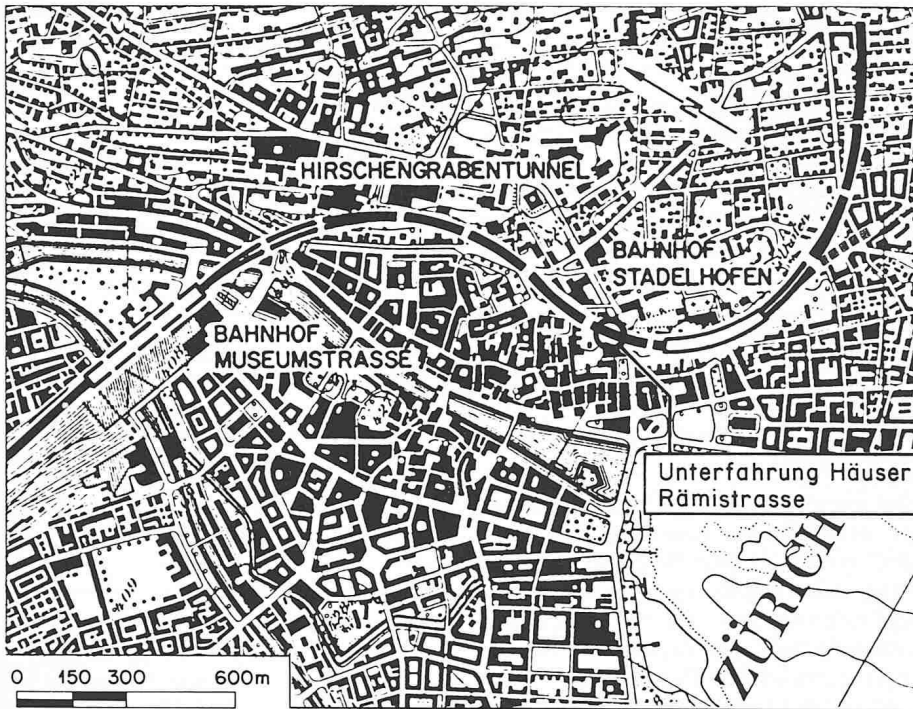 N
HIRSCHENGRABENTUNNEL
BAHNHOF
STADELHOFEN
BAHNHOF
MUSEUMSTRASSE
Unterfahrung Häuser
Rämistrasse
ZÜRICH
0 150 300 600m